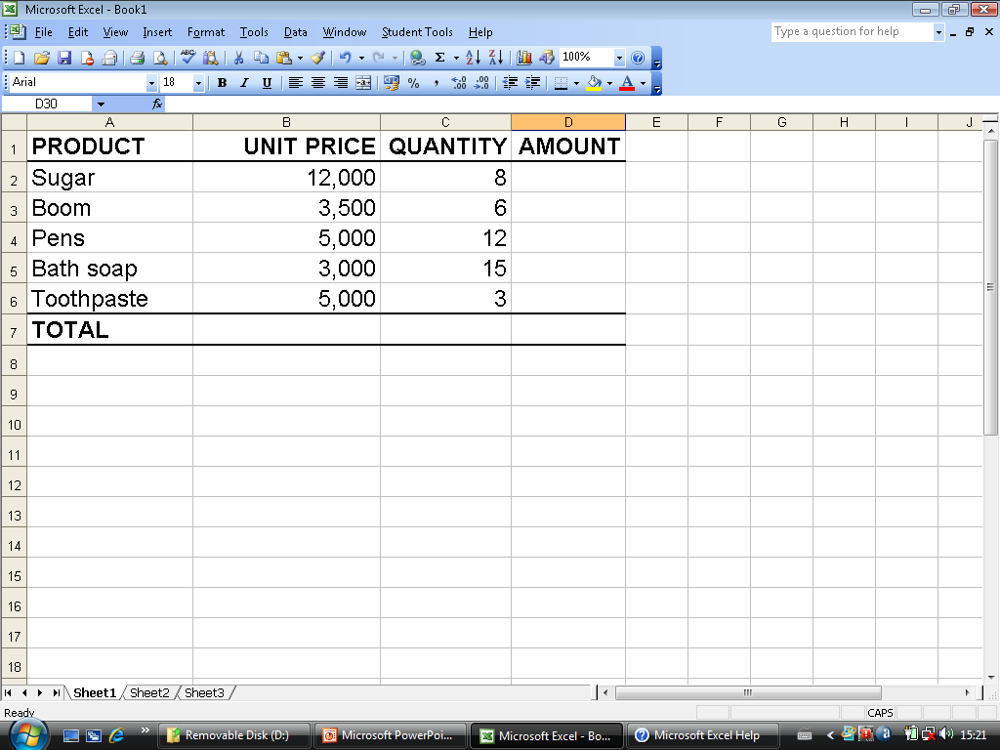 Microsoft Excel - Book1
File Edit View Insert Format Tools Data Window Student Tools Help Type a question for help
100%
Arial 18 B I U %
D30 fx
A B C D E F G H I J
1 PRODUCT UNIT PRICE QUANTITY AMOUNT
2 Sugar 12,000 8
3 Boom 3,500 6
4 Pens 5,000 12
5 Bath soap 3,000 15
6 Toothpaste 5,000 3
7 TOTAL
8
9
10
11
12
13
14
15
16
17
18
Sheet1 Sheet2 Sheet3
Ready CAPS
Removable Disk (D:) Microsoft PowerPoi... Microsoft Excel - Bo... Microsoft Excel Help 15:21